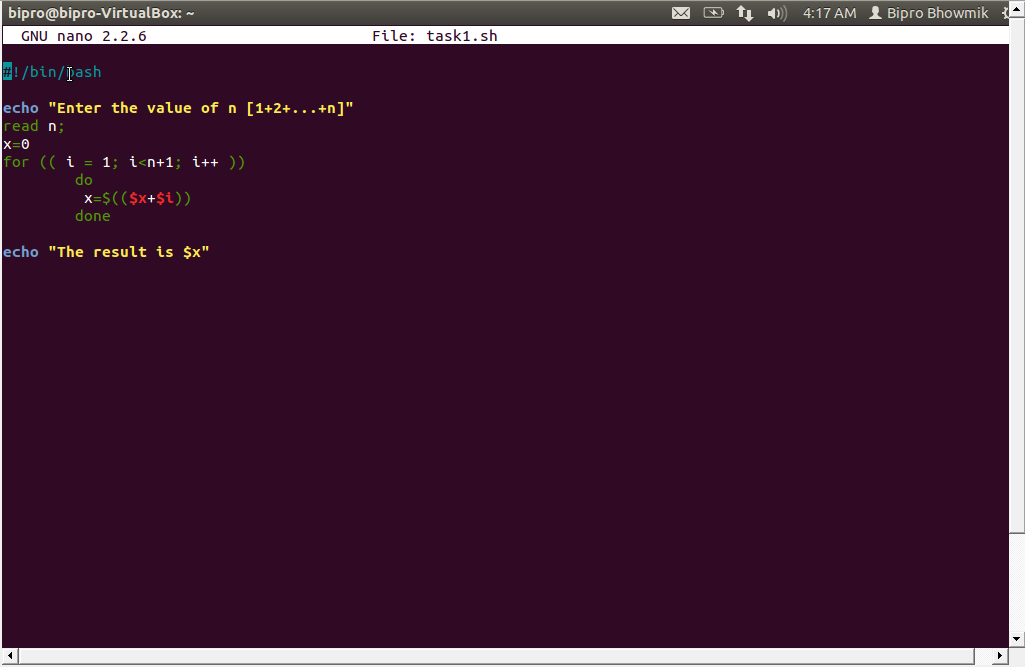 bipro@bipro-VirtualBox: ~ 4:17 AM Bipro Bhowmik
GNU nano 2.2.6 File: task1.sh
#!/bin/bash
echo "Enter the value of n [1+2+...+n]"
read n;
x=0
for (( i = 1; i<n+1; i++ ))
do
x=$(($x+$i))
done
echo "The result is $x"